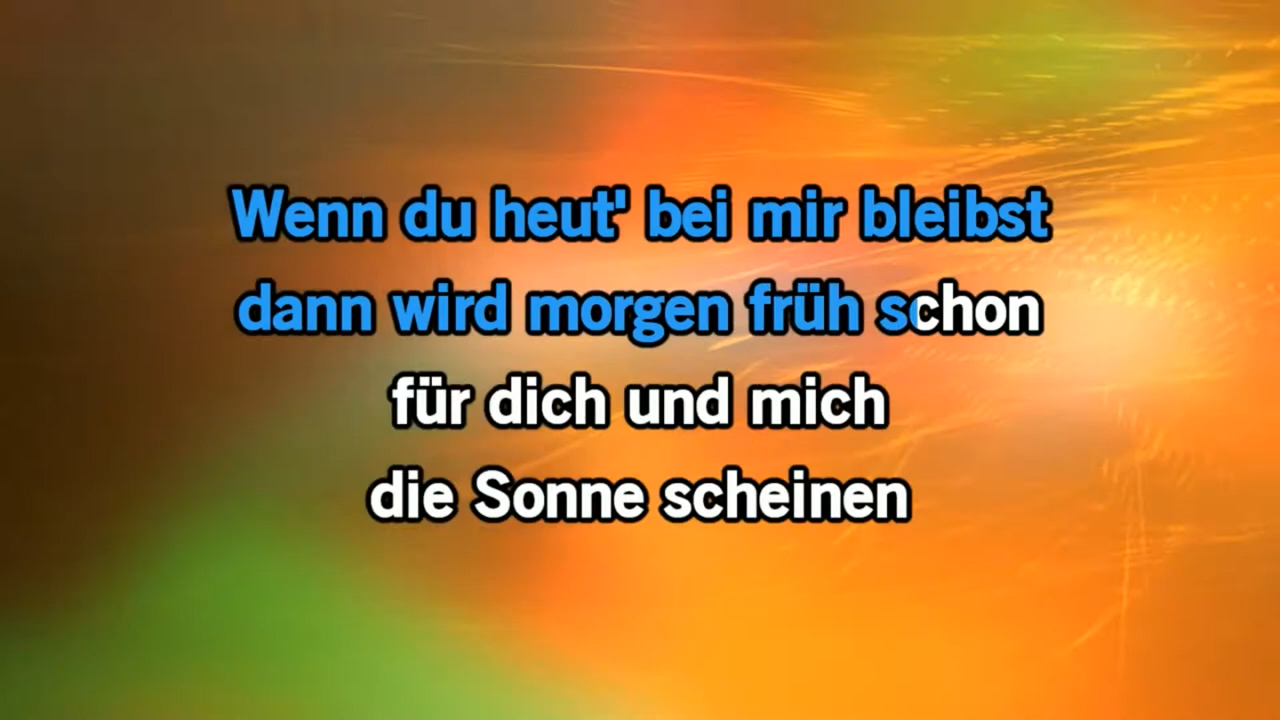 Wenn du heut' bei mir bleibst
dann wird morgen früh schon
für dich und mich
die Sonne scheinen